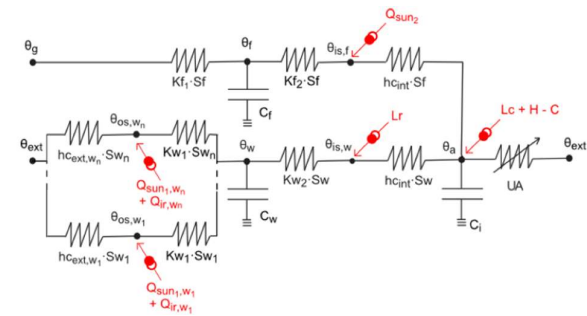 Qsun₂
θg
θf
θis,f
Kf₁·Sf
Kf₂·Sf
hcint·Sf
Cf
Lr
Lc + H - C
θext
θos,wn
θw
θis,w
θa
θext
hcext,wn·Swn
Kw₁·Swn
Kw₂·Sw
hcint·Sw
UA
Qsun₁,wn
+ Qir,wn
θos,w₁
Cw
Ci
hcext,w₁·Sw₁
Kw₁·Sw₁
Qsun₁,w₁
+ Qir,w₁